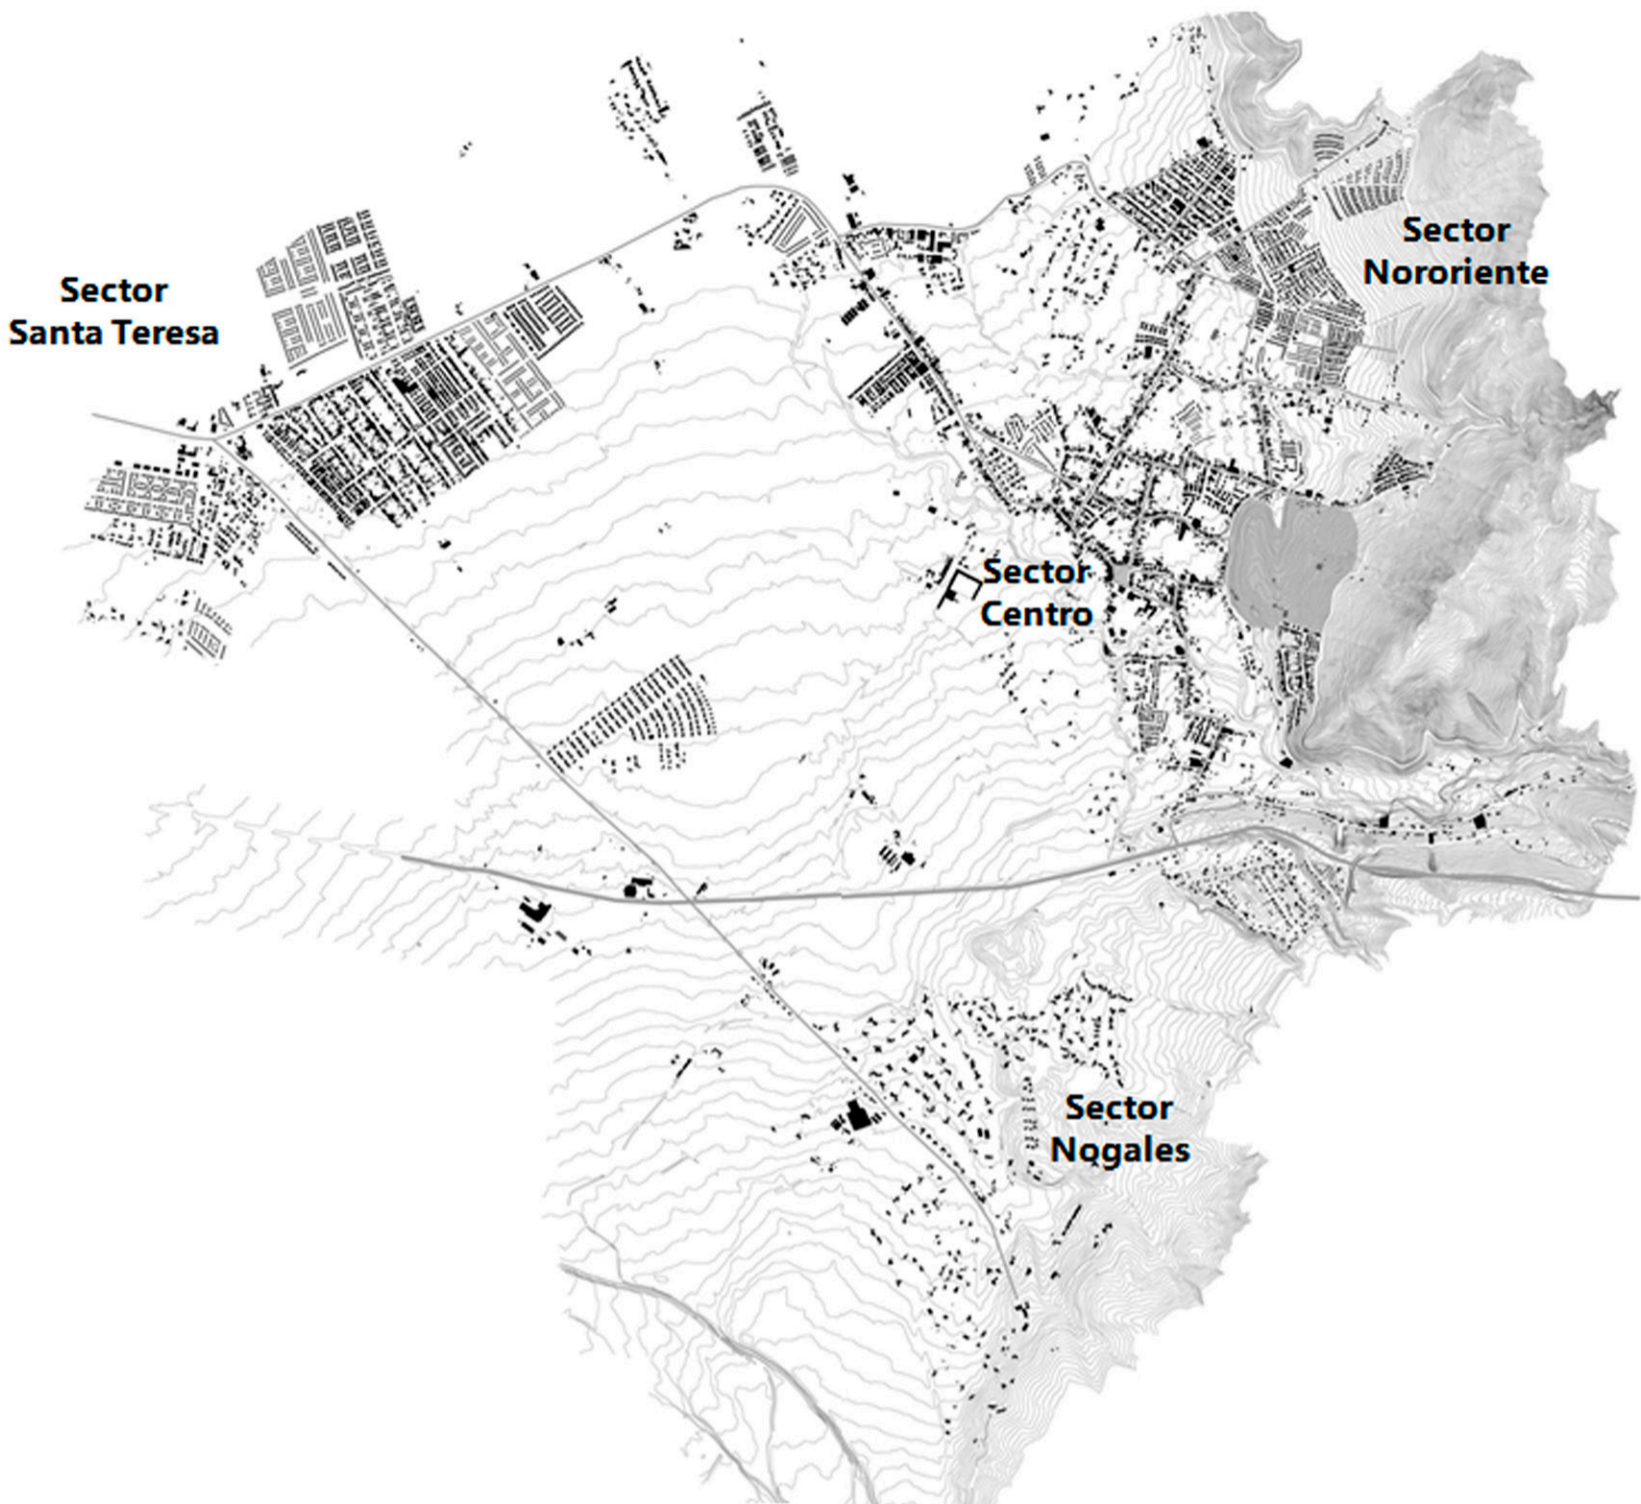 Sector
Nororiente
Sector
Santa Teresa
Sector
Centro
Sector
Nogales